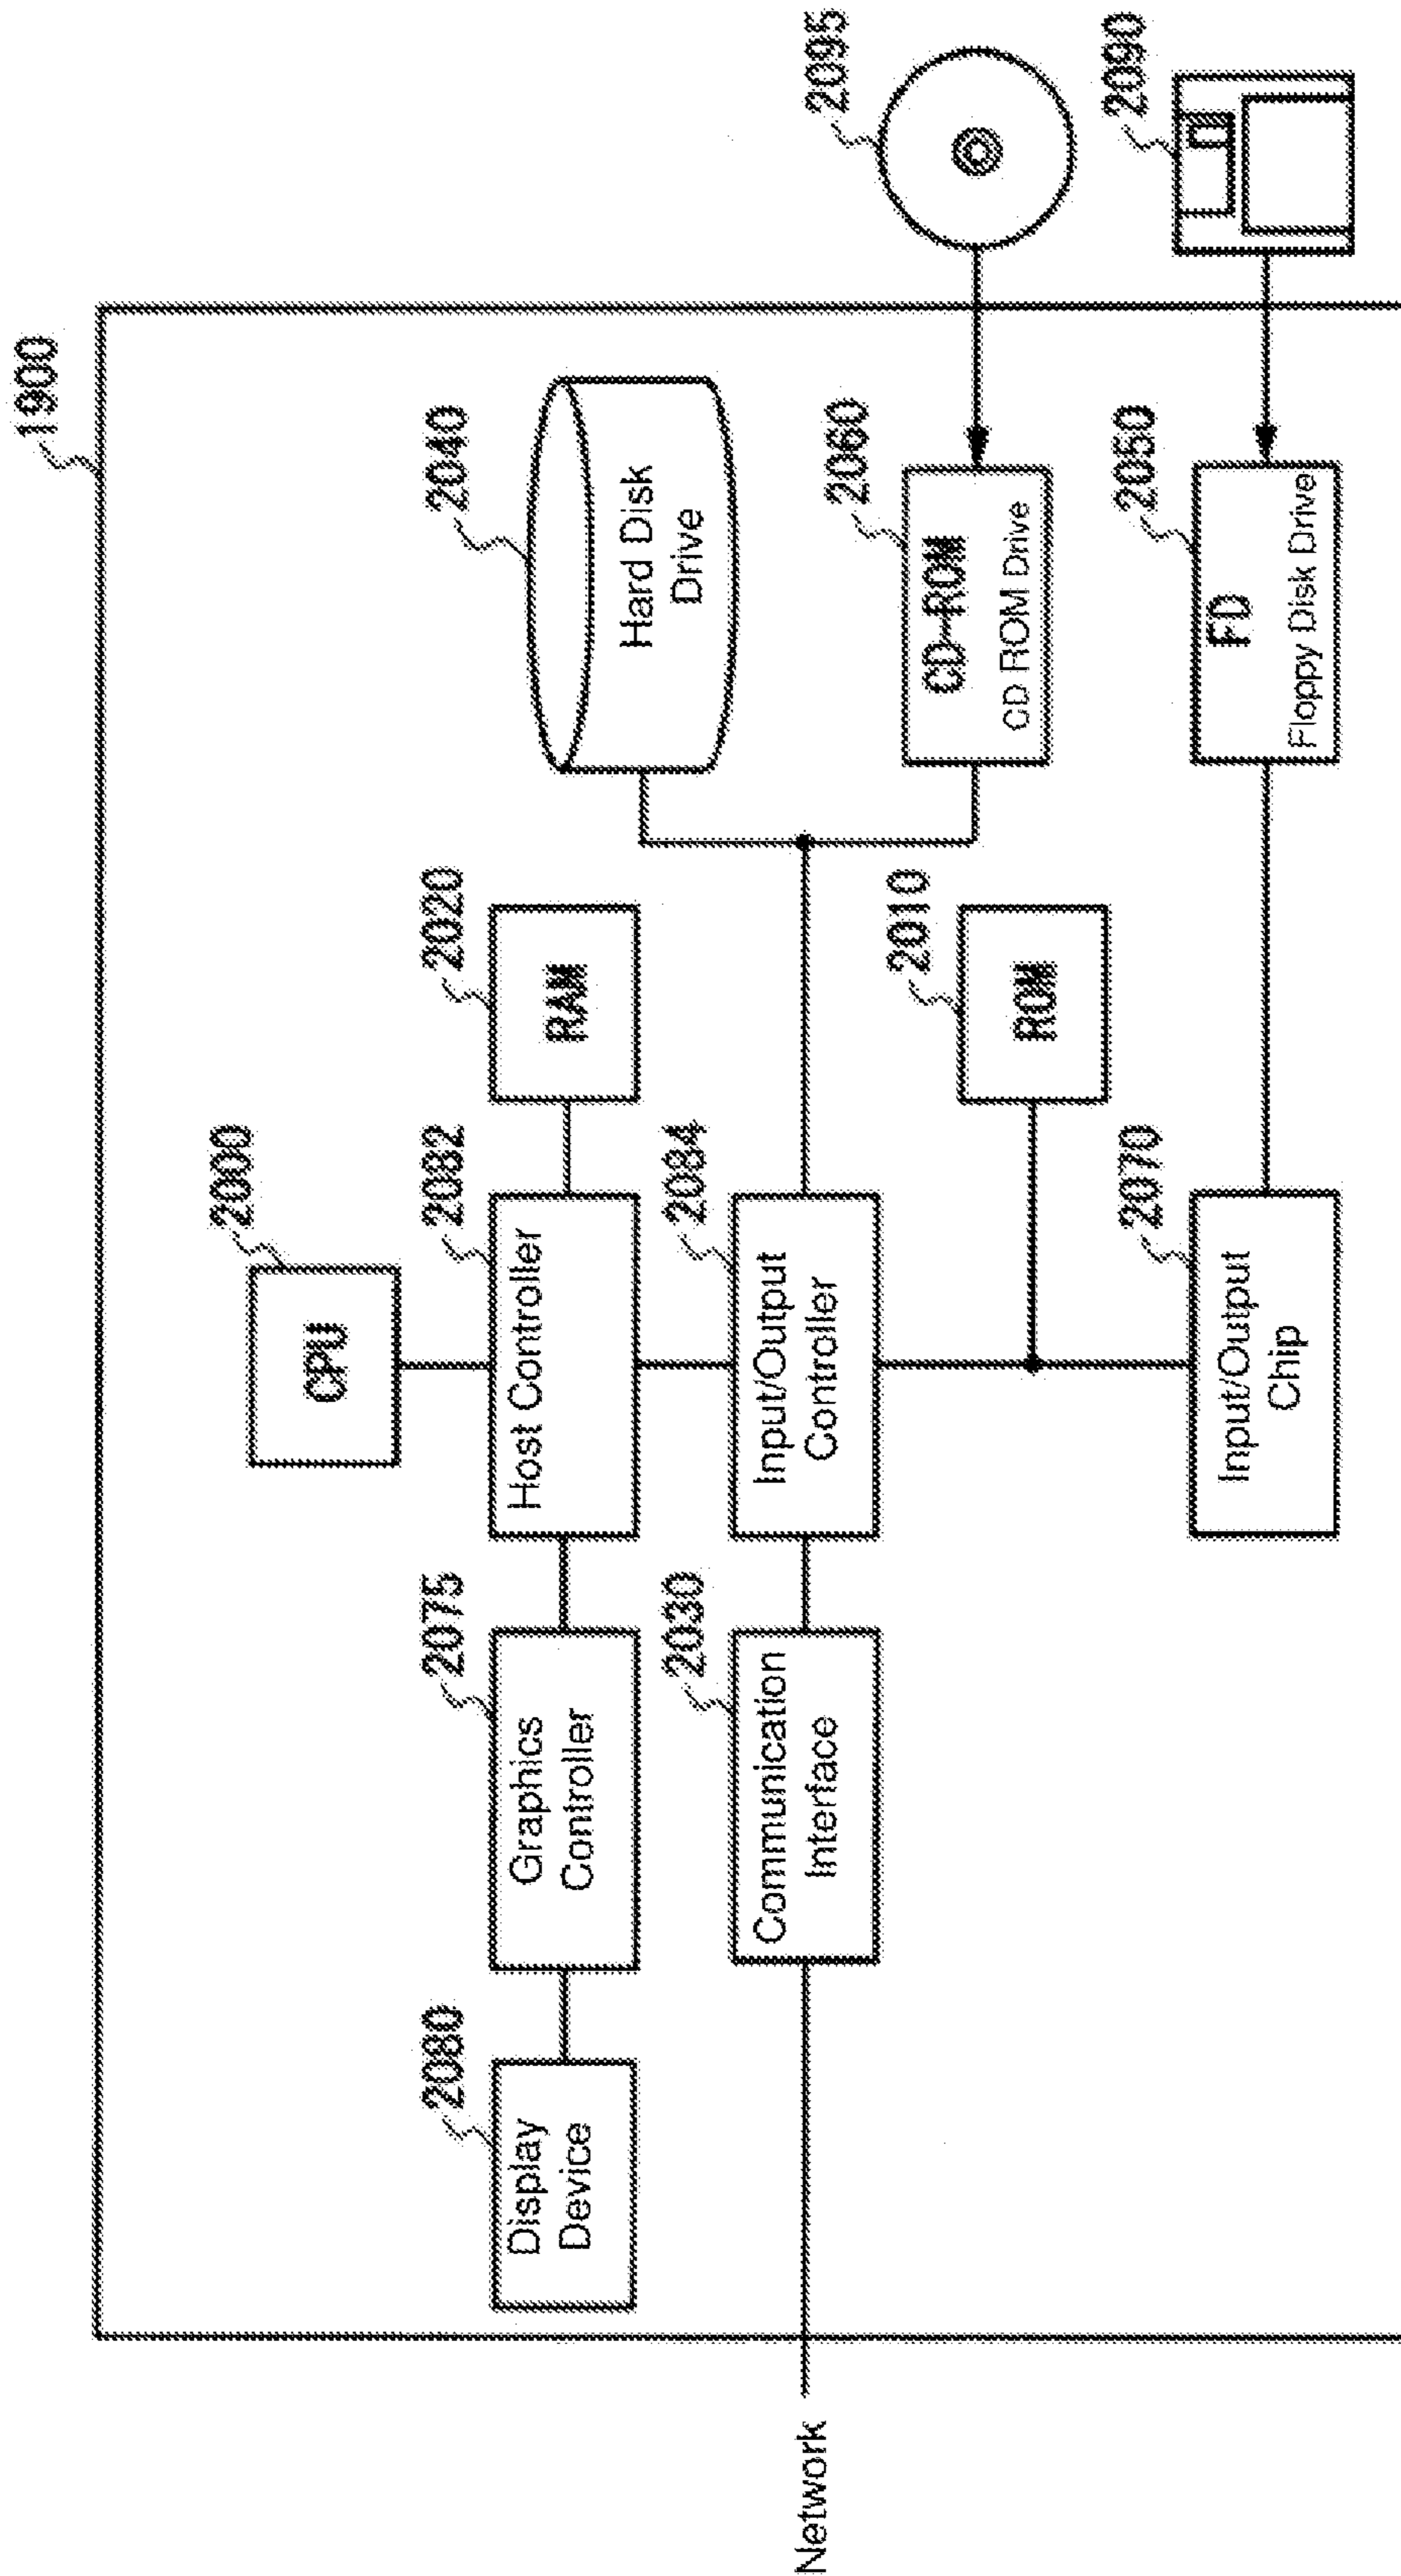 1900
2000
CPU
2080
Display
Device
2075
Graphics
Controller
2082
Host Controller
2020
RAM
2040
Hard Disk
Drive
2030
Communication
Interface
2084
Input/Output
Controller
Network
2060
CD-ROM
CD ROM Drive
2095
2010
ROM
2070
Input/Output
Chip
2050
FD
Floppy Disk Drive
2090